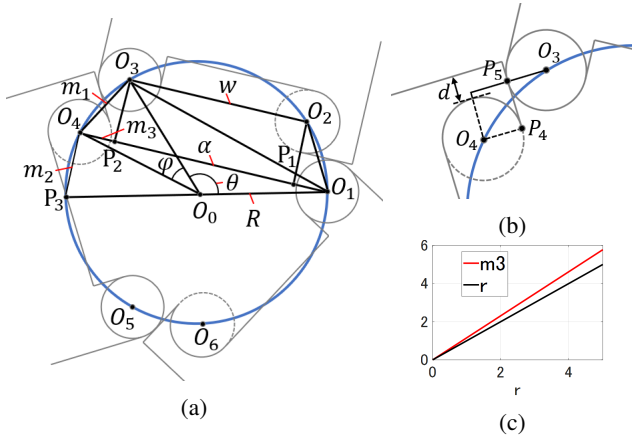 O₃
m₁
w
O₄
m₃
O₂
P₂
α
P₁
m₂
φ
θ
P₃
O₀
R
O₁
O₅
O₆
(a)
P₅
O₃
d
O₄
P₄
(b)
6
m3
r
4
2
0
0
2
4
r
(c)